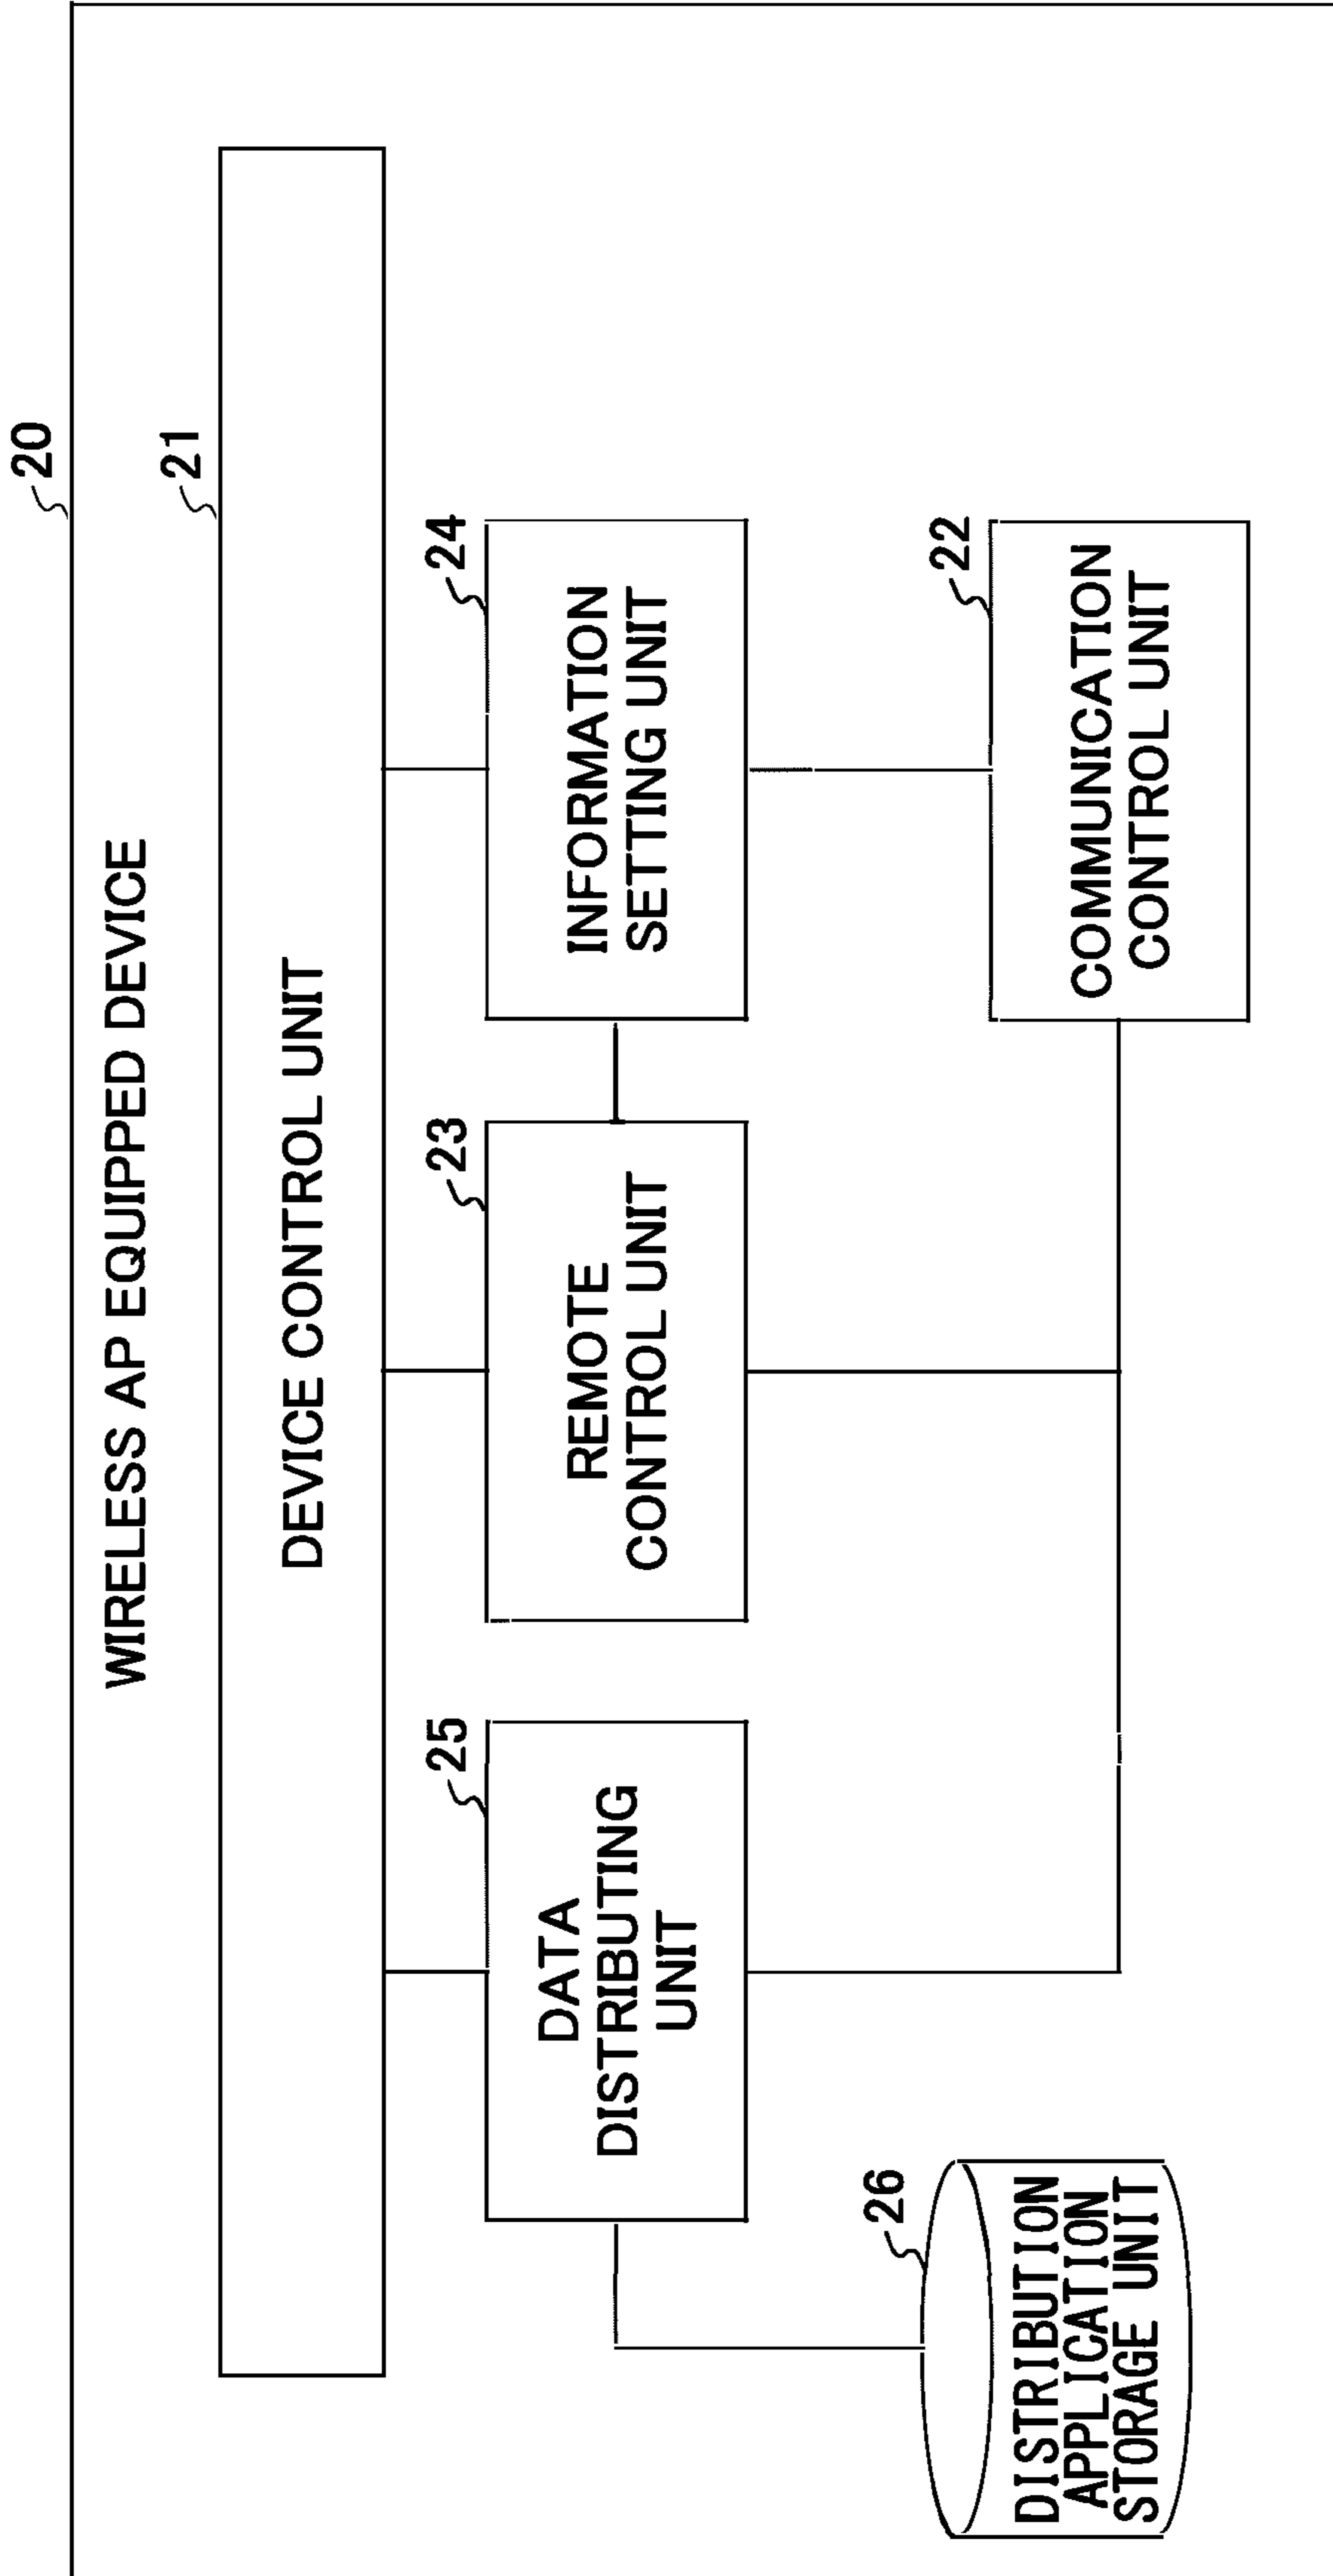 20
WIRELESS AP EQUIPPED DEVICE
21
DEVICE CONTROL UNIT
25
DATA
DISTRIBUTING
UNIT
23
REMOTE
CONTROL UNIT
24
INFORMATION
SETTING UNIT
26
DISTRIBUTION
APPLICATION
STORAGE UNIT
22
COMMUNICATION
CONTROL UNIT